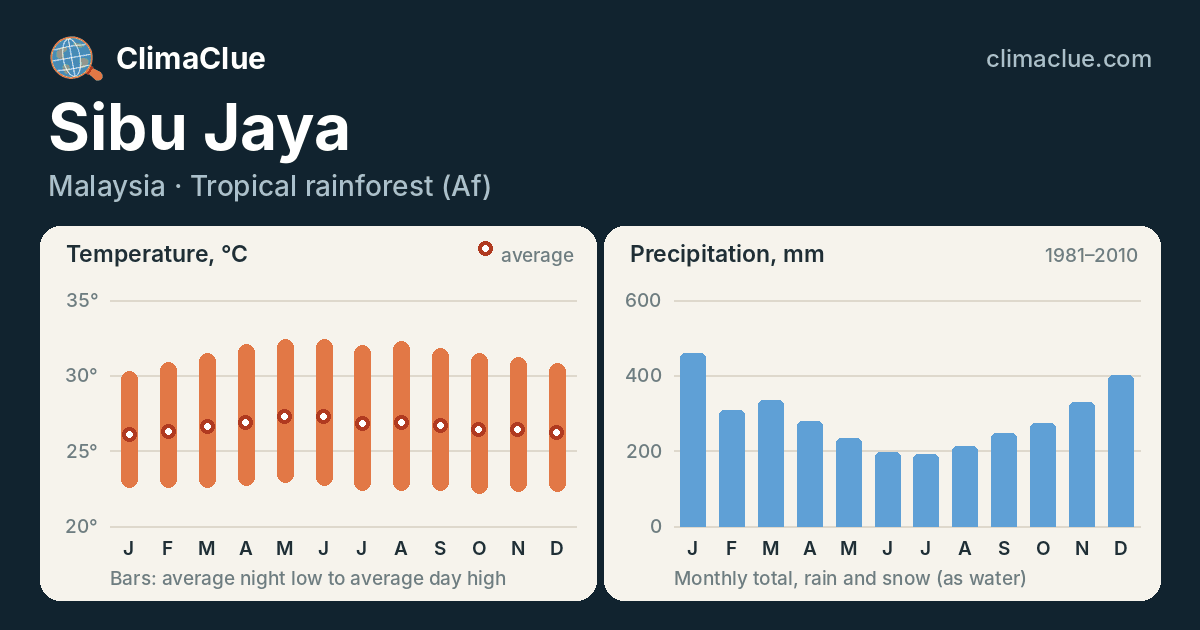 ClimaClue
climaclue.com
Sibu Jaya
Malaysia · Tropical rainforest (Af)
Temperature, °C
average
35°
30°
25°
20°
J F M A M J J A S O N D
Bars: average night low to average day high
Precipitation, mm
1981–2010
600
400
200
0
J F M A M J J A S O N D
Monthly total, rain and snow (as water)